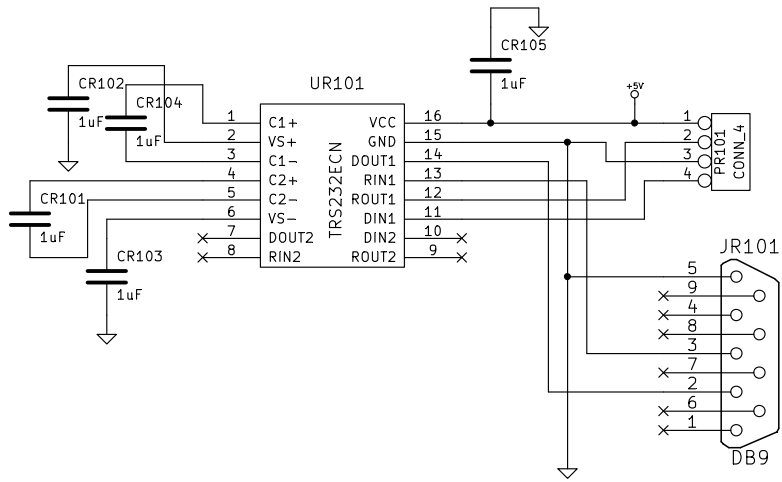 CR105
1uF
CR102
1uF
CR104
1uF
UR101
+5V
1 C1+ VCC 16
2 VS+ GND 15
3 C1- DOUT1 14
4 C2+ RIN1 13
5 C2- ROUT1 12
6 VS- DIN1 11
7 DOUT2 DIN2 10
8 RIN2 ROUT2 9
TRS232ECN
1
2
3
4
PR101
CONN_4
CR101
1uF
CR103
1uF
JR101
5
9
4
8
3
7
2
6
1
DB9